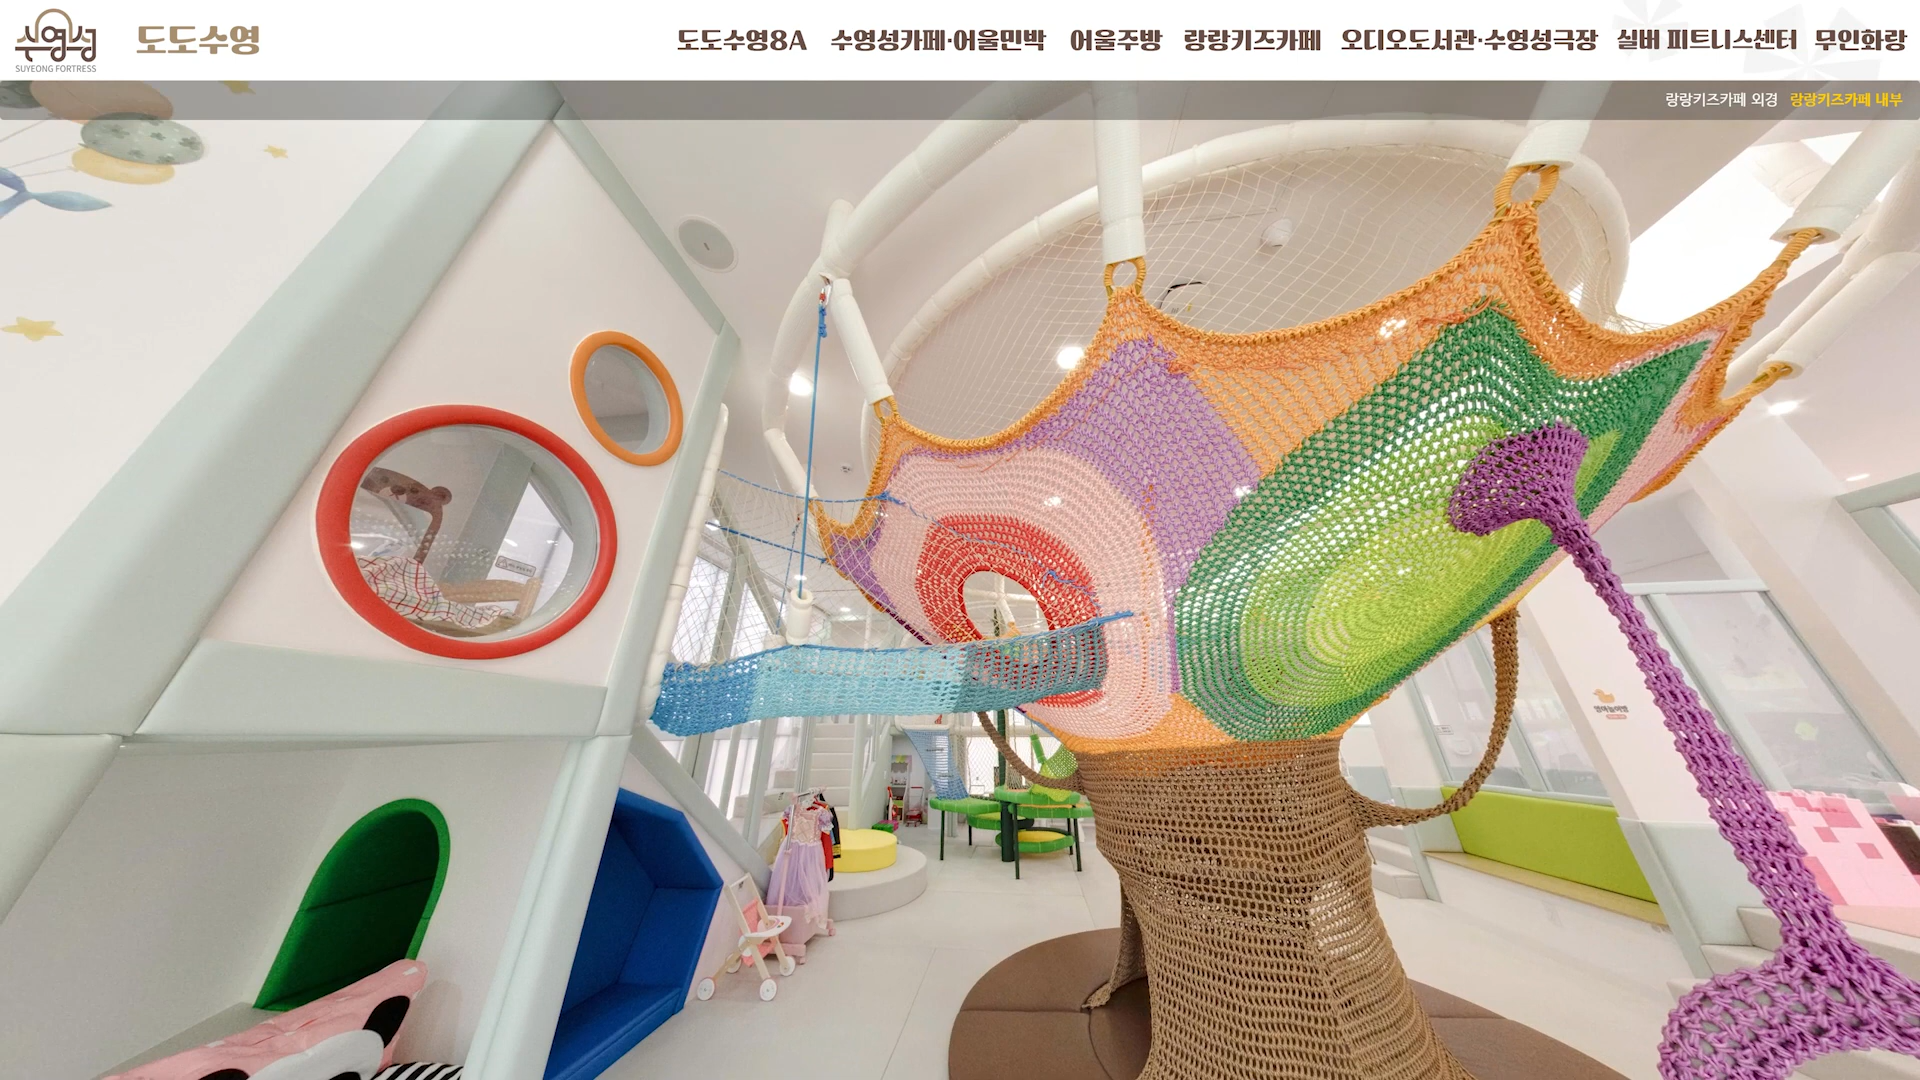 수영성
SUYEONG FORTRESS
도도수영
도도수영8A
수영성카페·어울민박
어울주방
랑랑키즈카페
오디오도서관·수영성극장
실버 피트니스센터
무인화랑
랑랑키즈카페 외경
랑랑키즈카페 내부